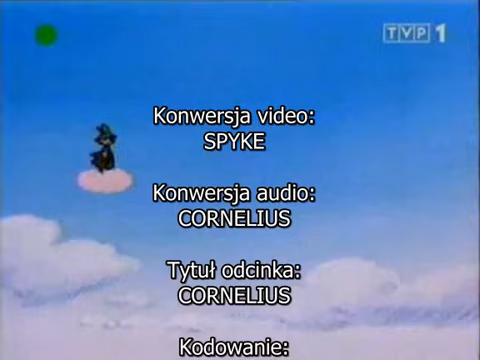 TVP 1
Konwersja video:
SPYKE
Konwersja audio:
CORNELIUS
Tytuł odcinka:
CORNELIUS
Kodowanie: